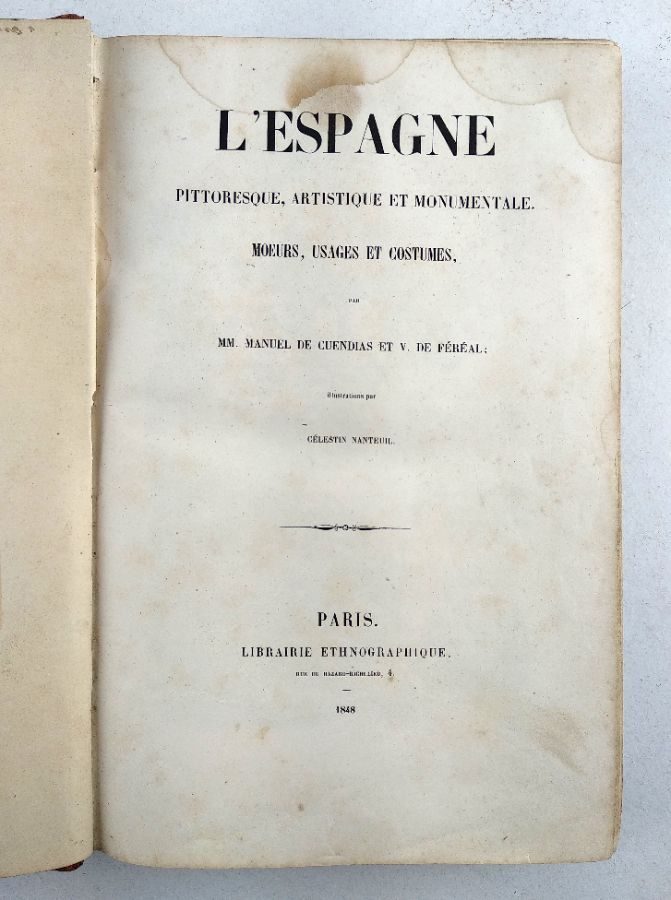 L'ESPAGNE
PITTORESQUE, ARTISTIQUE ET MONUMENTALE.
MOEURS, USAGES ET COSTUMES,
PAR
MM. MANUEL DE CUENDIAS ET V. DE FÉRÉAL;
illustrations par
CÉLESTIN NANTEUIL.
PARIS.
LIBRAIRIE ETHNOGRAPHIQUE,
RUE DU HAZARD-RICHELIEU, 4.
1848